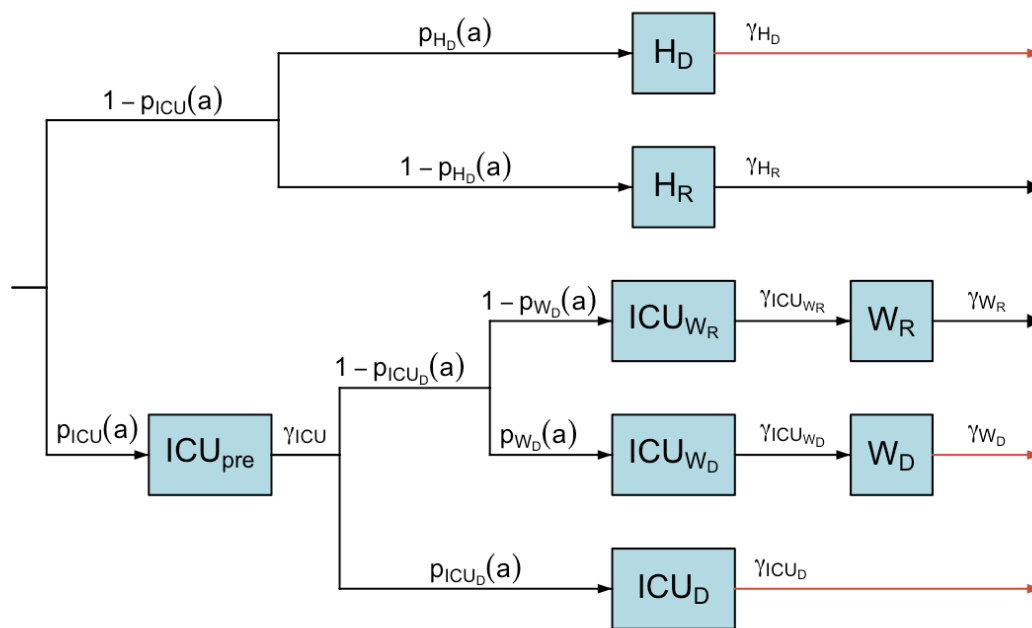 p_{H_D}(a)
H_D
γ_{H_D}
1 − p_{ICU}(a)
1 − p_{H_D}(a)
H_R
γ_{H_R}
1 − p_{W_D}(a)
ICU_{W_R}
γ_{ICU_{W_R}}
W_R
γ_{W_R}
1 − p_{ICU_D}(a)
p_{ICU}(a)
ICU_{pre}
γ_{ICU}
p_{W_D}(a)
ICU_{W_D}
γ_{ICU_{W_D}}
W_D
γ_{W_D}
p_{ICU_D}(a)
ICU_D
γ_{ICU_D}